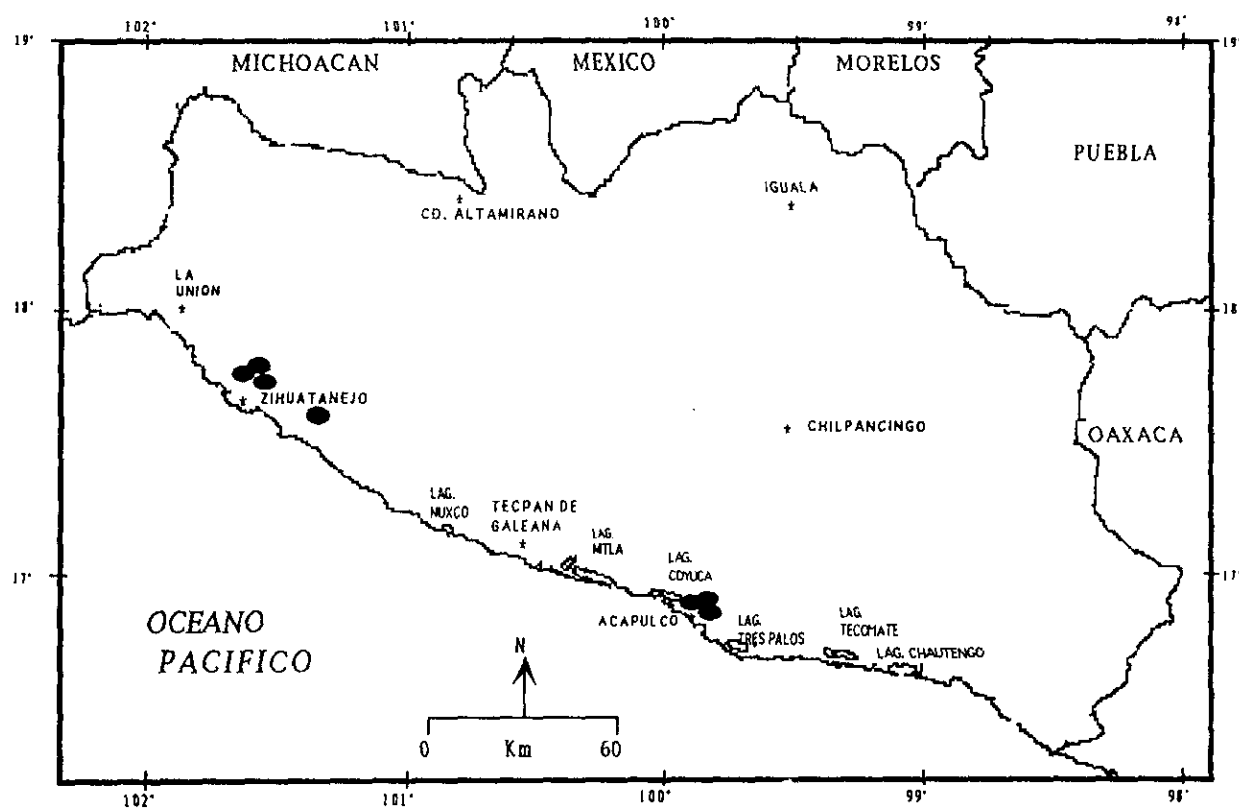 102°
101°
100°
99°
98°
19°
19°
MICHOACAN
MEXICO
MORELOS
PUEBLA
IGUALA
CD. ALTAMIRANO
LA
UNION
18°
18°
ZIHUATANEJO
CHILPANCINGO
OAXACA
LAG.
NUXCO
TECPAN DE
GALEANA
LAG.
MTLA
LAG.
COYUCA
17°
17°
ACAPULCO
LAG.
TRES PALOS
LAG.
TECOMATE
LAG. CHAUTENGO
OCEANO
PACIFICO
N
0 Km 60
102°
101°
100°
99°
98°